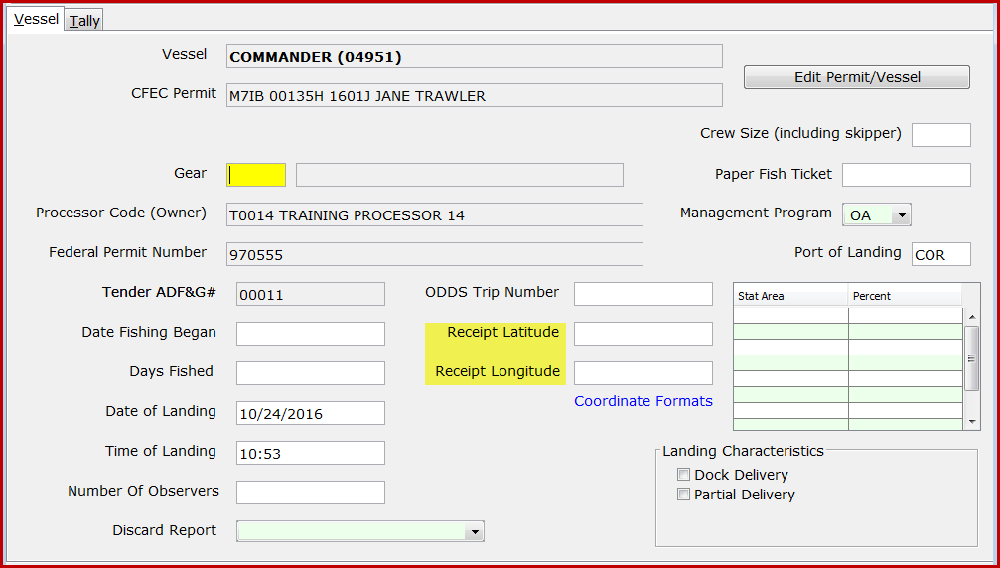 Vessel Tally
Vessel COMMANDER (04951)
Edit Permit/Vessel
CFEC Permit M7IB 00135H 1601J JANE TRAWLER
Crew Size (including skipper)
Gear Paper Fish Ticket
Processor Code (Owner) T0014 TRAINING PROCESSOR 14 Management Program OA
Federal Permit Number 970555 Port of Landing COR
Tender ADF&G# 00011 ODDS Trip Number Stat Area Percent
Date Fishing Began Receipt Latitude
Days Fished Receipt Longitude
Coordinate Formats
Date of Landing 10/24/2016
Time of Landing 10:53 Landing Characteristics
Dock Delivery
Number Of Observers Partial Delivery
Discard Report